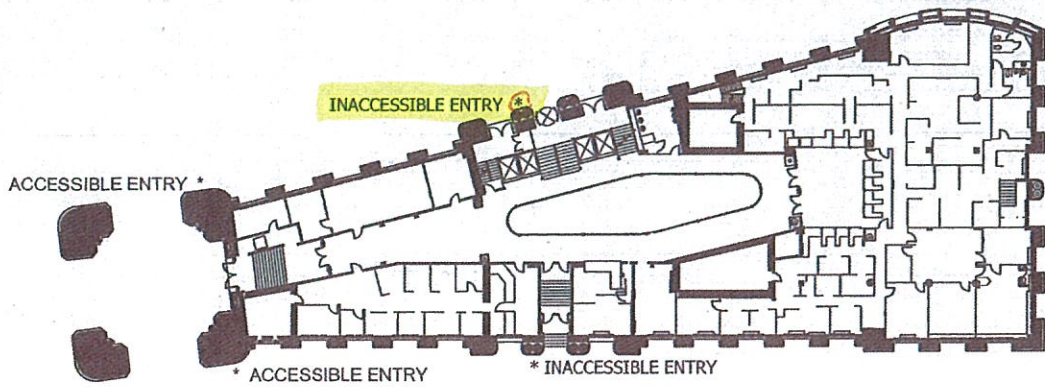 INACCESSIBLE ENTRY *
ACCESSIBLE ENTRY *
* ACCESSIBLE ENTRY
* INACCESSIBLE ENTRY